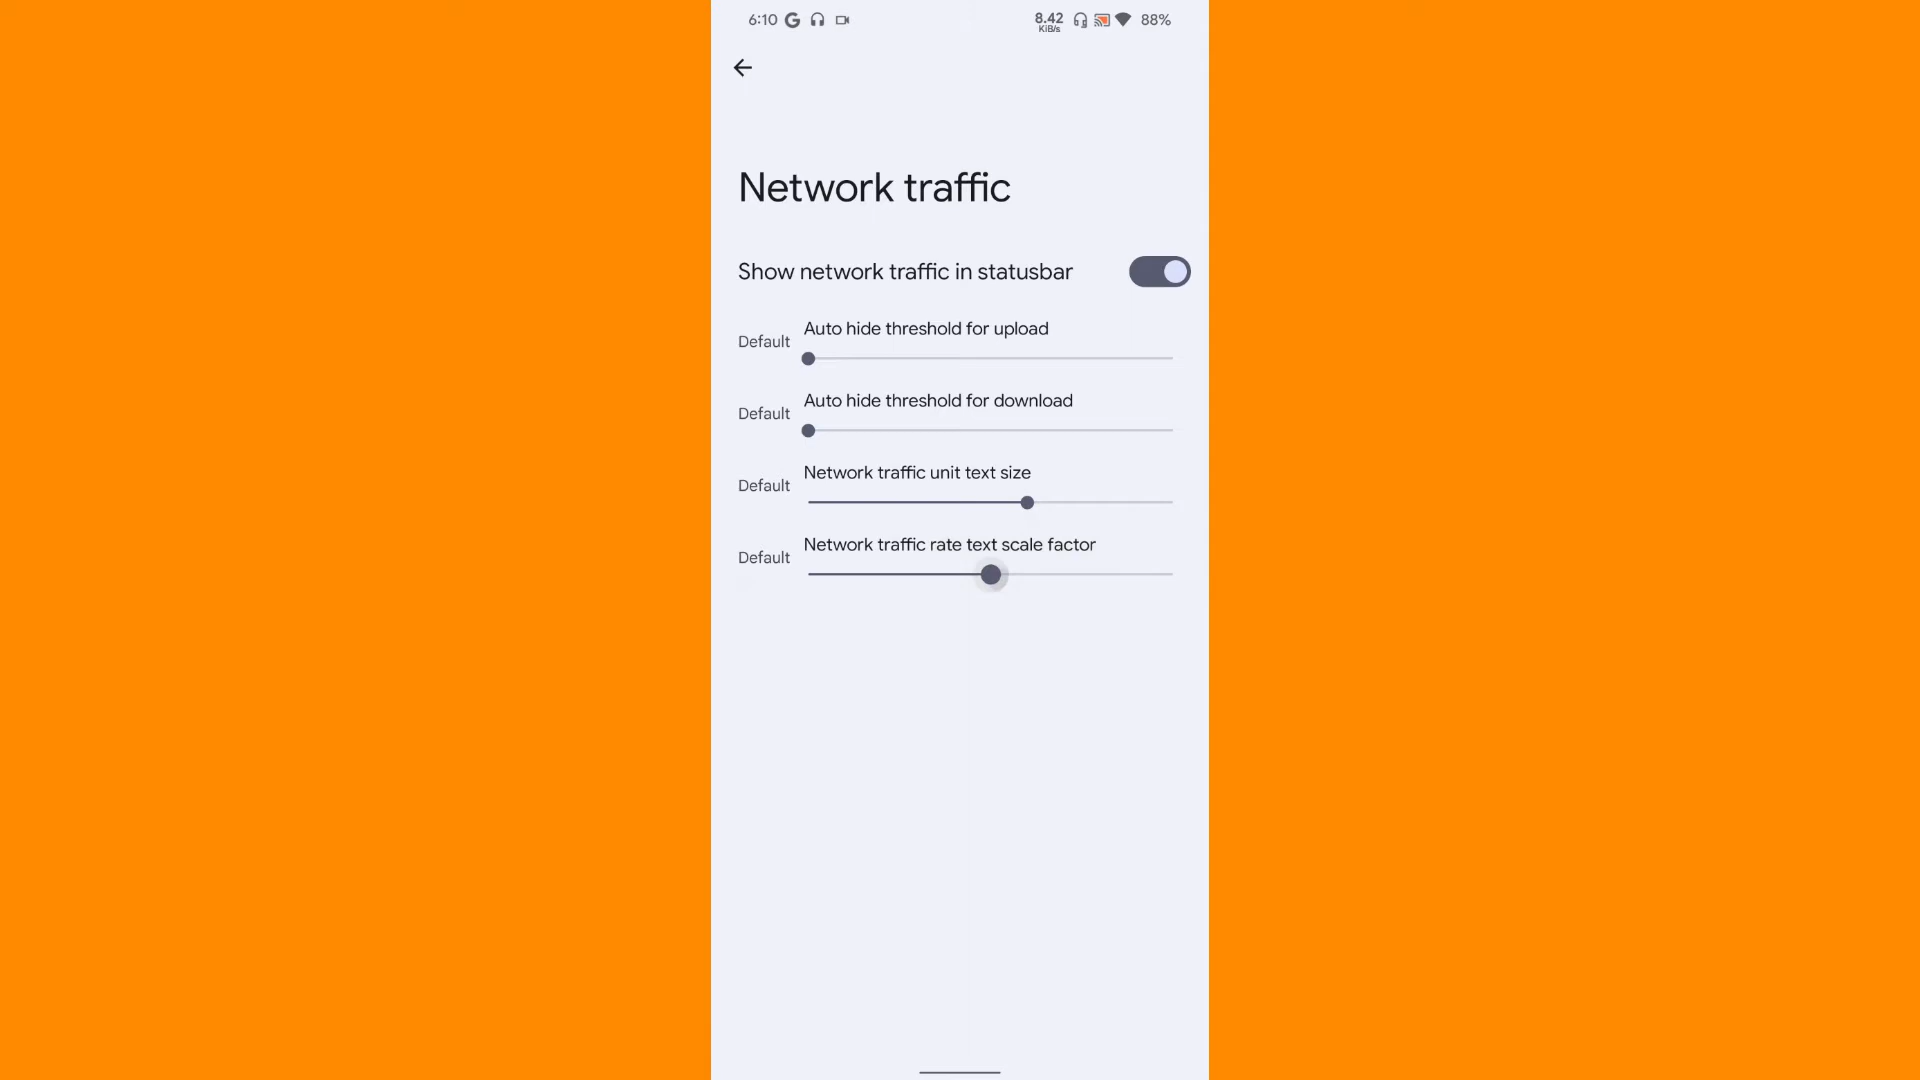 6:10
8.42
KiB/s
88%
Network traffic
Show network traffic in statusbar
Auto hide threshold for upload
Default
Auto hide threshold for download
Default
Network traffic unit text size
Default
Network traffic rate text scale factor
Default